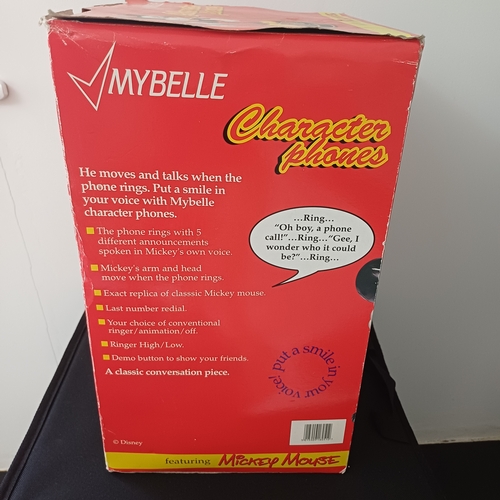 MYBELLE
Character
phones
He moves and talks when the
phone rings. Put a smile in
your voice with Mybelle
character phones.
The phone rings with 5
different announcements
spoken in Mickey's own voice.
Mickey's arm and head
move when the phone rings.
Exact replica of classsic Mickey mouse.
Last number redial.
Your choice of conventional
ringer/animation/off.
Ringer High/Low.
Demo button to show your friends.
A classic conversation piece.
...Ring...
"Oh boy, a phone
call!"...Ring..."Gee, I
wonder who it could
be?"...Ring...
put a smile in your voice!
© Disney
featuring Mickey Mouse